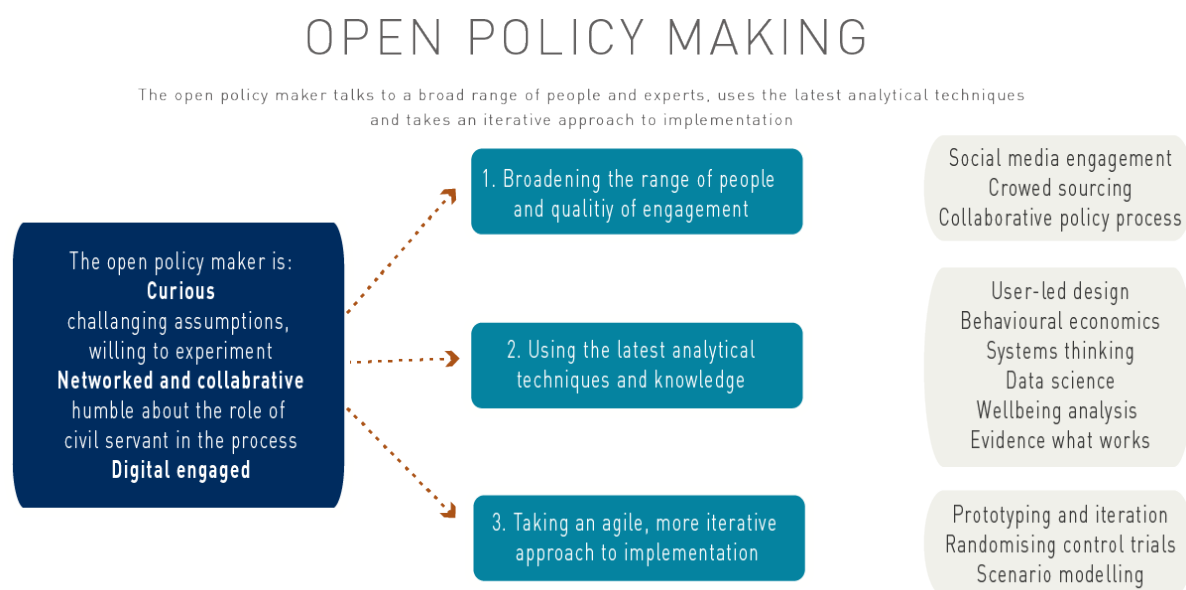 OPEN POLICY MAKING
The open policy maker talks to a broad range of people and experts, uses the latest analytical techniques
and takes an iterative approach to implementation
The open policy maker is:
Curious
challanging assumptions,
willing to experiment
Networked and collabrative
humble about the role of
civil servant in the process
Digital engaged
1. Broadening the range of people
and qualitiy of engagement
2. Using the latest analytical
techniques and knowledge
3. Taking an agile, more iterative
approach to implementation
Social media engagement
Crowed sourcing
Collaborative policy process
User-led design
Behavioural economics
Systems thinking
Data science
Wellbeing analysis
Evidence what works
Prototyping and iteration
Randomising control trials
Scenario modelling